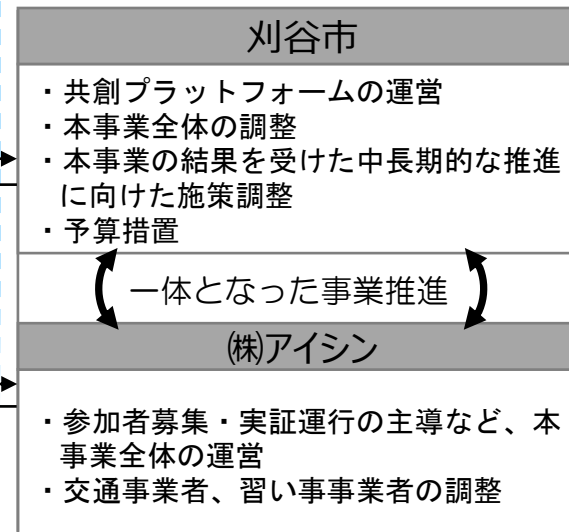 刈谷市
・共創プラットフォームの運営
・本事業全体の調整
・本事業の結果を受けた中長期的な推進
に向けた施策調整
・予算措置
一体となった事業推進
㈱アイシン
・参加者募集・実証運行の主導など、本
事業全体の運営
・交通事業者、習い事事業者の調整